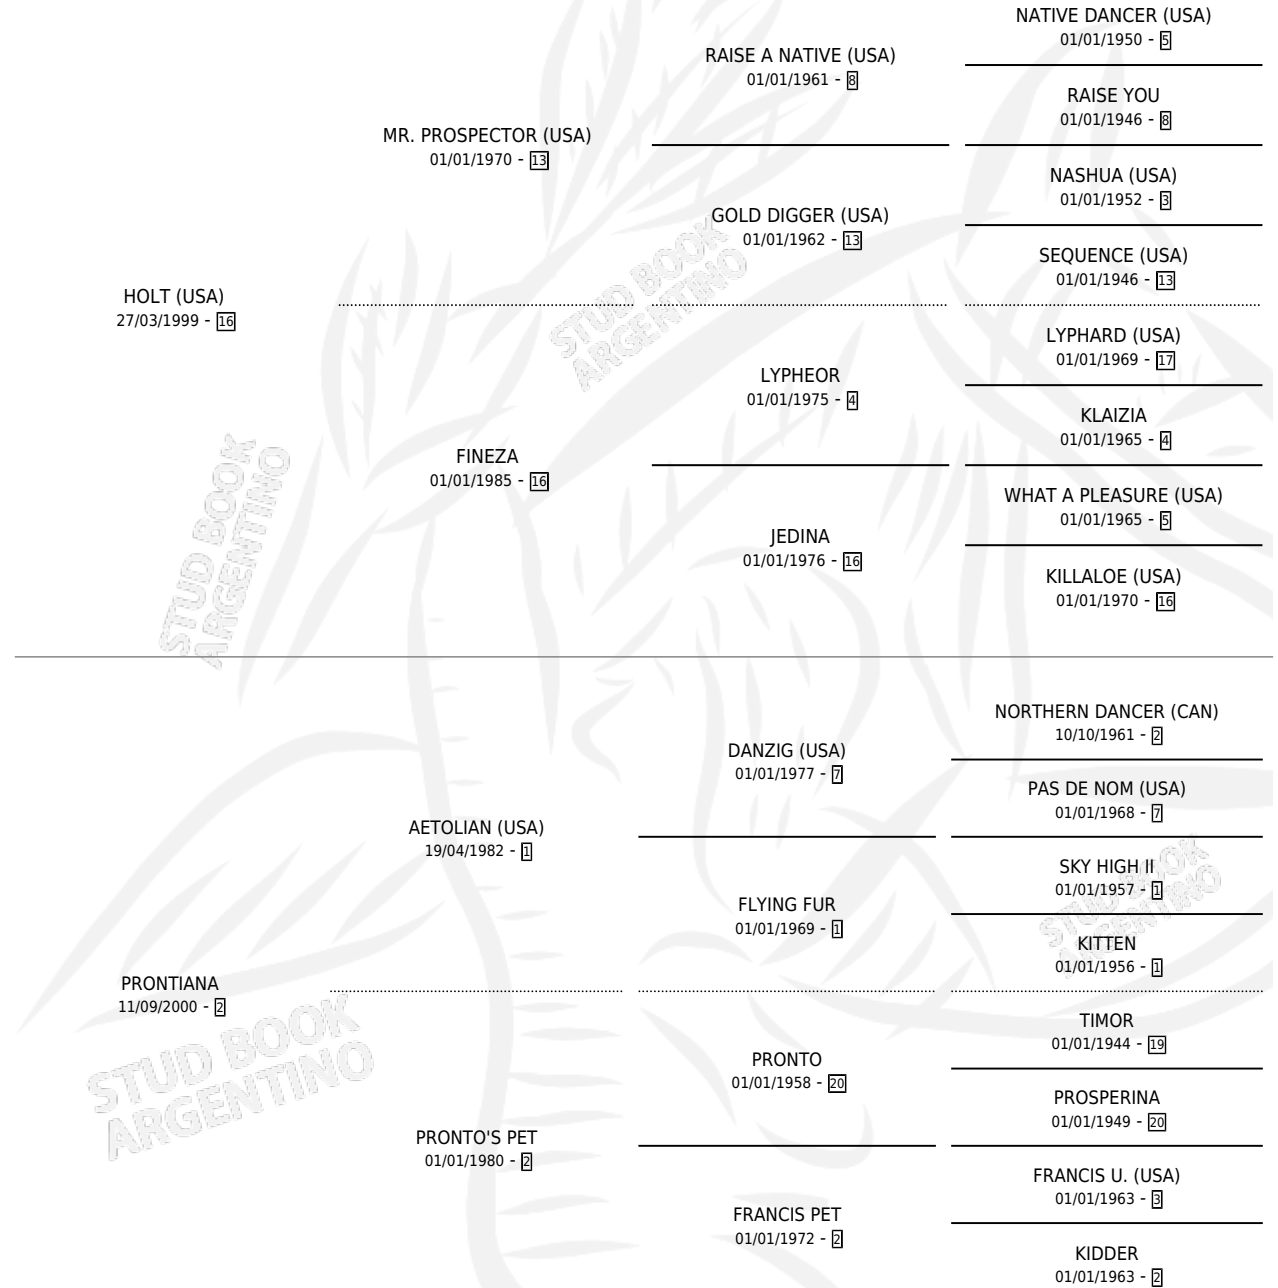 NATIVE DANCER (USA)
01/01/1950 - 5
RAISE A NATIVE (USA)
01/01/1961 - 8
RAISE YOU
01/01/1946 - 8
MR. PROSPECTOR (USA)
01/01/1970 - 13
NASHUA (USA)
01/01/1952 - 3
GOLD DIGGER (USA)
01/01/1962 - 13
SEQUENCE (USA)
01/01/1946 - 13
HOLT (USA)
27/03/1999 - 16
LYPHARD (USA)
01/01/1969 - 17
LYPHEOR
01/01/1975 - 4
KLAIZIA
01/01/1965 - 4
FINEZA
01/01/1985 - 16
WHAT A PLEASURE (USA)
01/01/1965 - 5
JEDINA
01/01/1976 - 16
KILLALOE (USA)
01/01/1970 - 16
NORTHERN DANCER (CAN)
10/10/1961 - 2
DANZIG (USA)
01/01/1977 - 7
PAS DE NOM (USA)
01/01/1968 - 7
AETOLIAN (USA)
19/04/1982 - 1
SKY HIGH II
01/01/1957 - 1
FLYING FUR
01/01/1969 - 1
KITTEN
01/01/1956 - 1
PRONTIANA
11/09/2000 - 2
TIMOR
01/01/1944 - 19
PRONTO
01/01/1958 - 20
PROSPERINA
01/01/1949 - 20
PRONTO'S PET
01/01/1980 - 2
FRANCIS U. (USA)
01/01/1963 - 3
FRANCIS PET
01/01/1972 - 2
KIDDER
01/01/1963 - 2
STUD BOOK
ARGENTINO
STUD BOOK
ARGENTINO
STUD BOOK
ARGENTINO
STUD BOOK
ARGENTINO